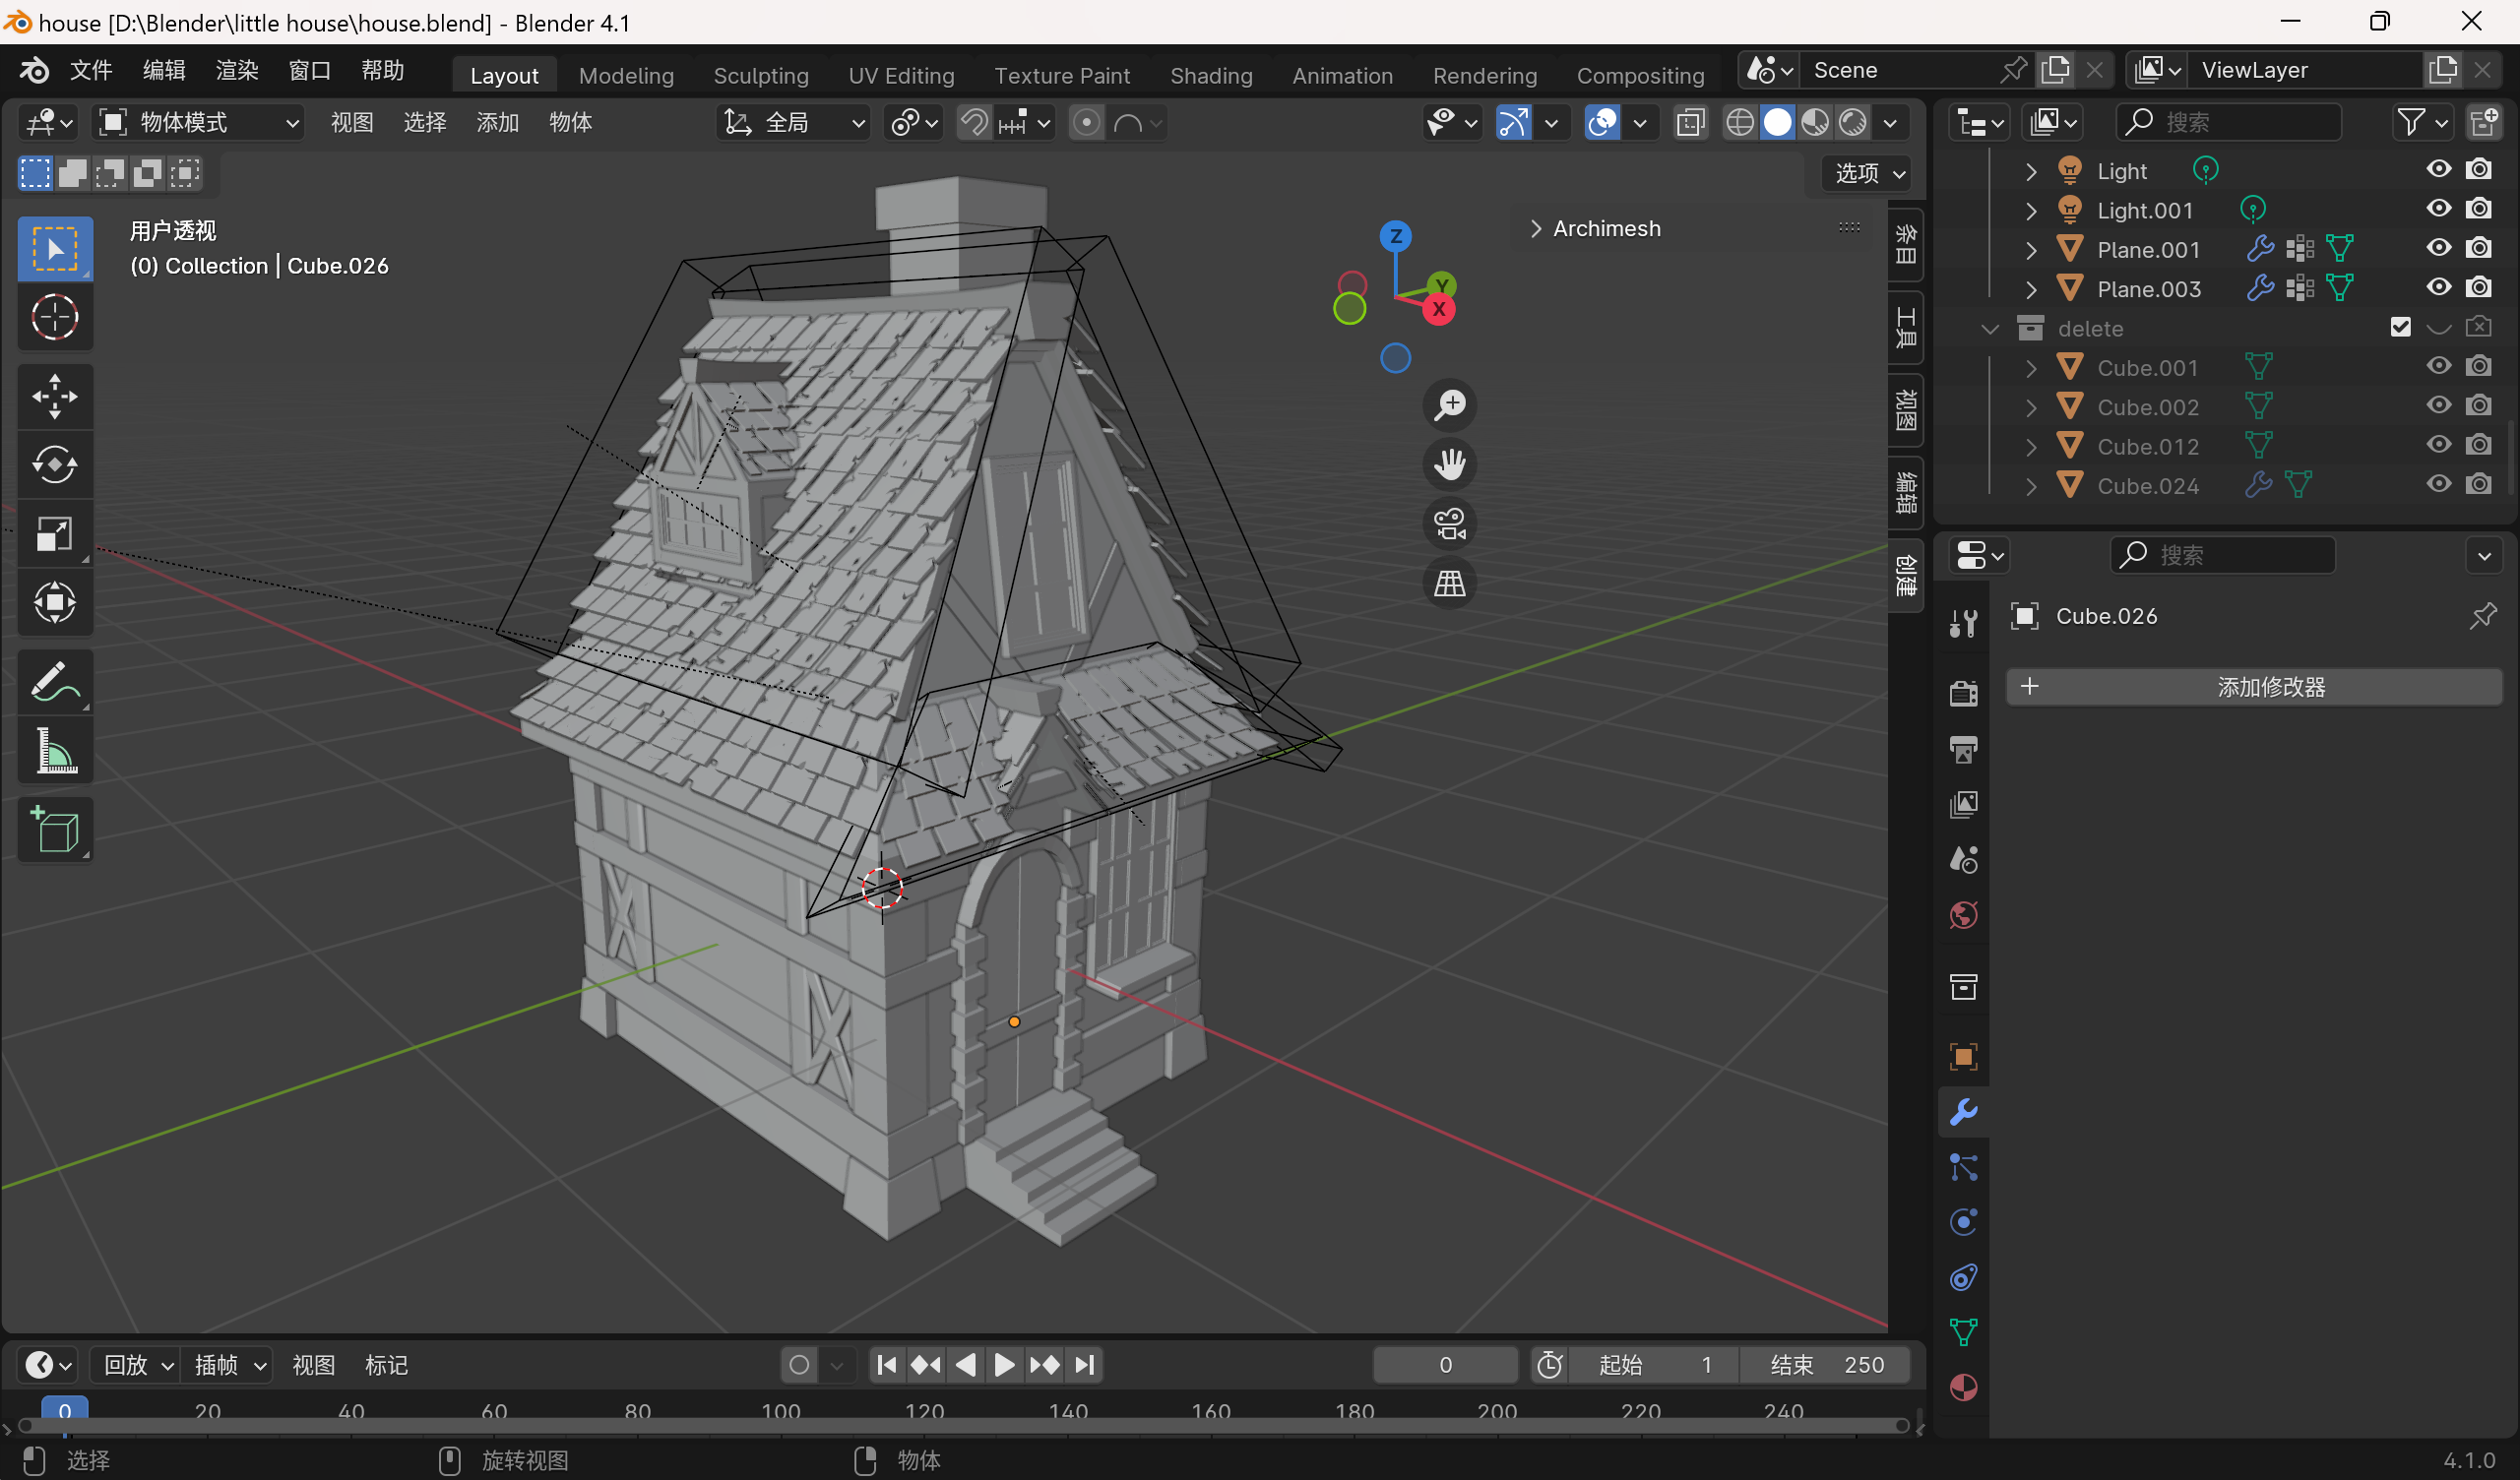 house [D:\Blender\little house\house.blend] - Blender 4.1
文件 编辑 渲染 窗口 帮助 Layout Modeling Sculpting UV Editing Texture Paint Shading Animation Rendering Compositing Scene ViewLayer
物体模式 视图 选择 添加 物体 全局 搜索
选项
用户透视
(0) Collection | Cube.026
Z
Y
X
Archimesh
条目
工具
视图
编辑
创建
Light
Light.001
Plane.001
Plane.003
delete
Cube.001
Cube.002
Cube.012
Cube.024
搜索
Cube.026
添加修改器
回放 插帧 视图 标记 0 起始 1 结束 250
0 20 40 60 80 100 120 140 160 180 200 220 240
选择 旋转视图 物体 4.1.0